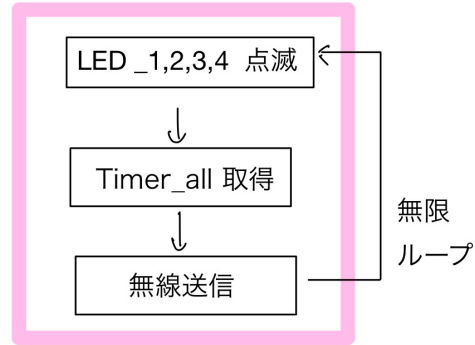 LED _1,2,3,4 点滅
Timer_all 取得
無線送信
無限
ループ